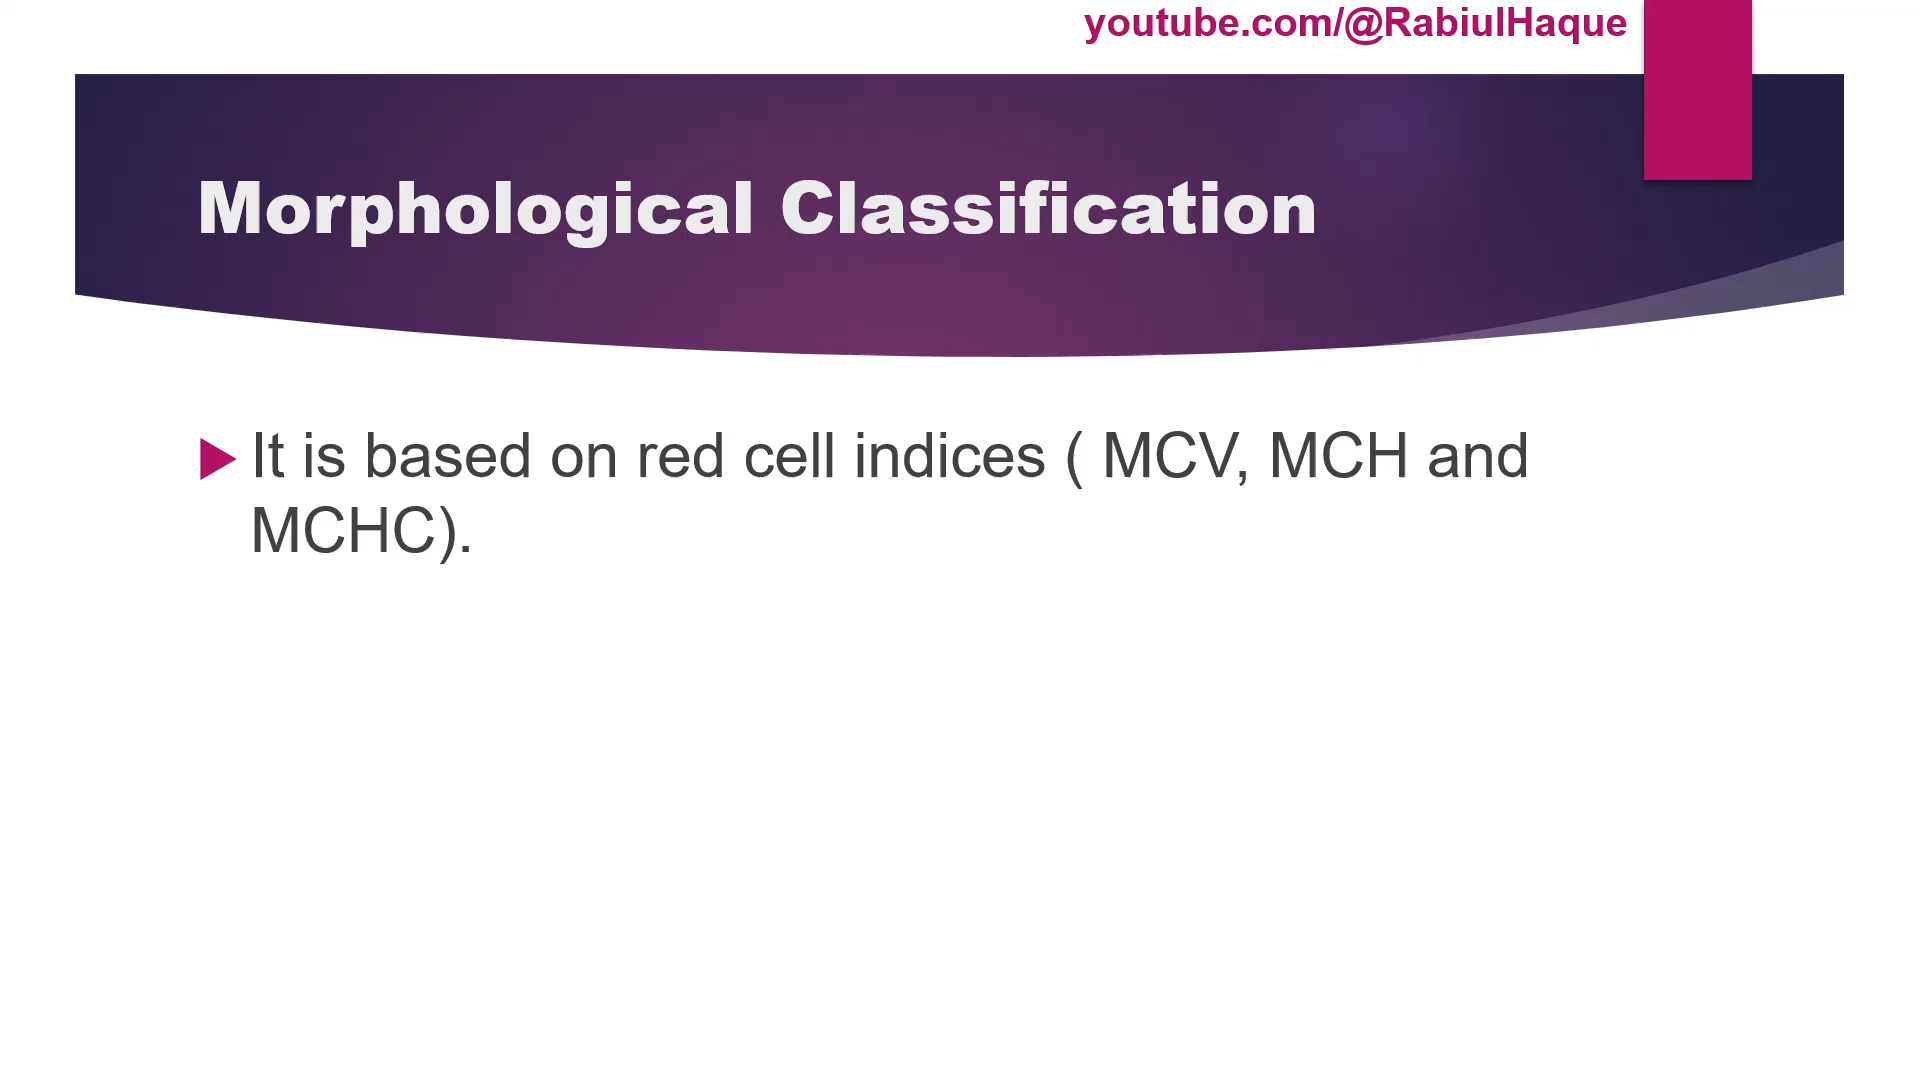 youtube.com/@RabiulHaque
Morphological Classification
It is based on red cell indices ( MCV, MCH and
MCHC).